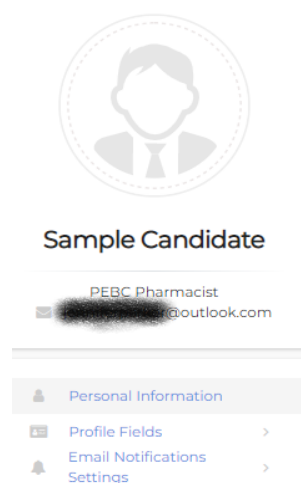 Sample Candidate
PEBC Pharmacist
@outlook.com
Personal Information
Profile Fields
Email Notifications
Settings